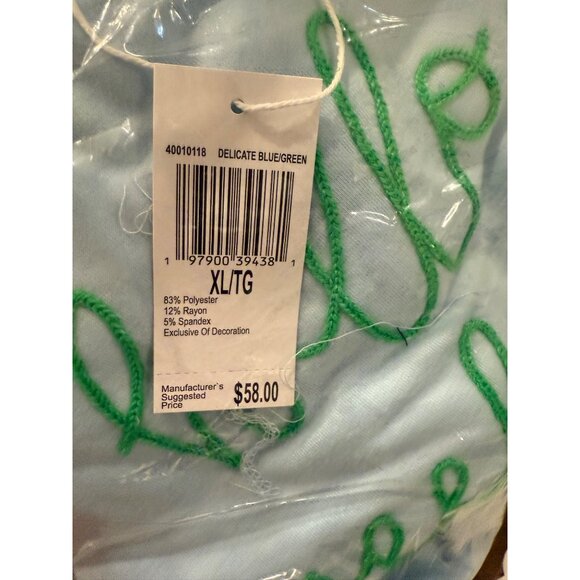 40010118 DELICATE BLUE/GREEN
1 97900 39438 1
XL/TG
83% Polyester
12% Rayon
5% Spandex
Exclusive Of Decoration
Manufacturer`s
Suggested
Price
$58.00